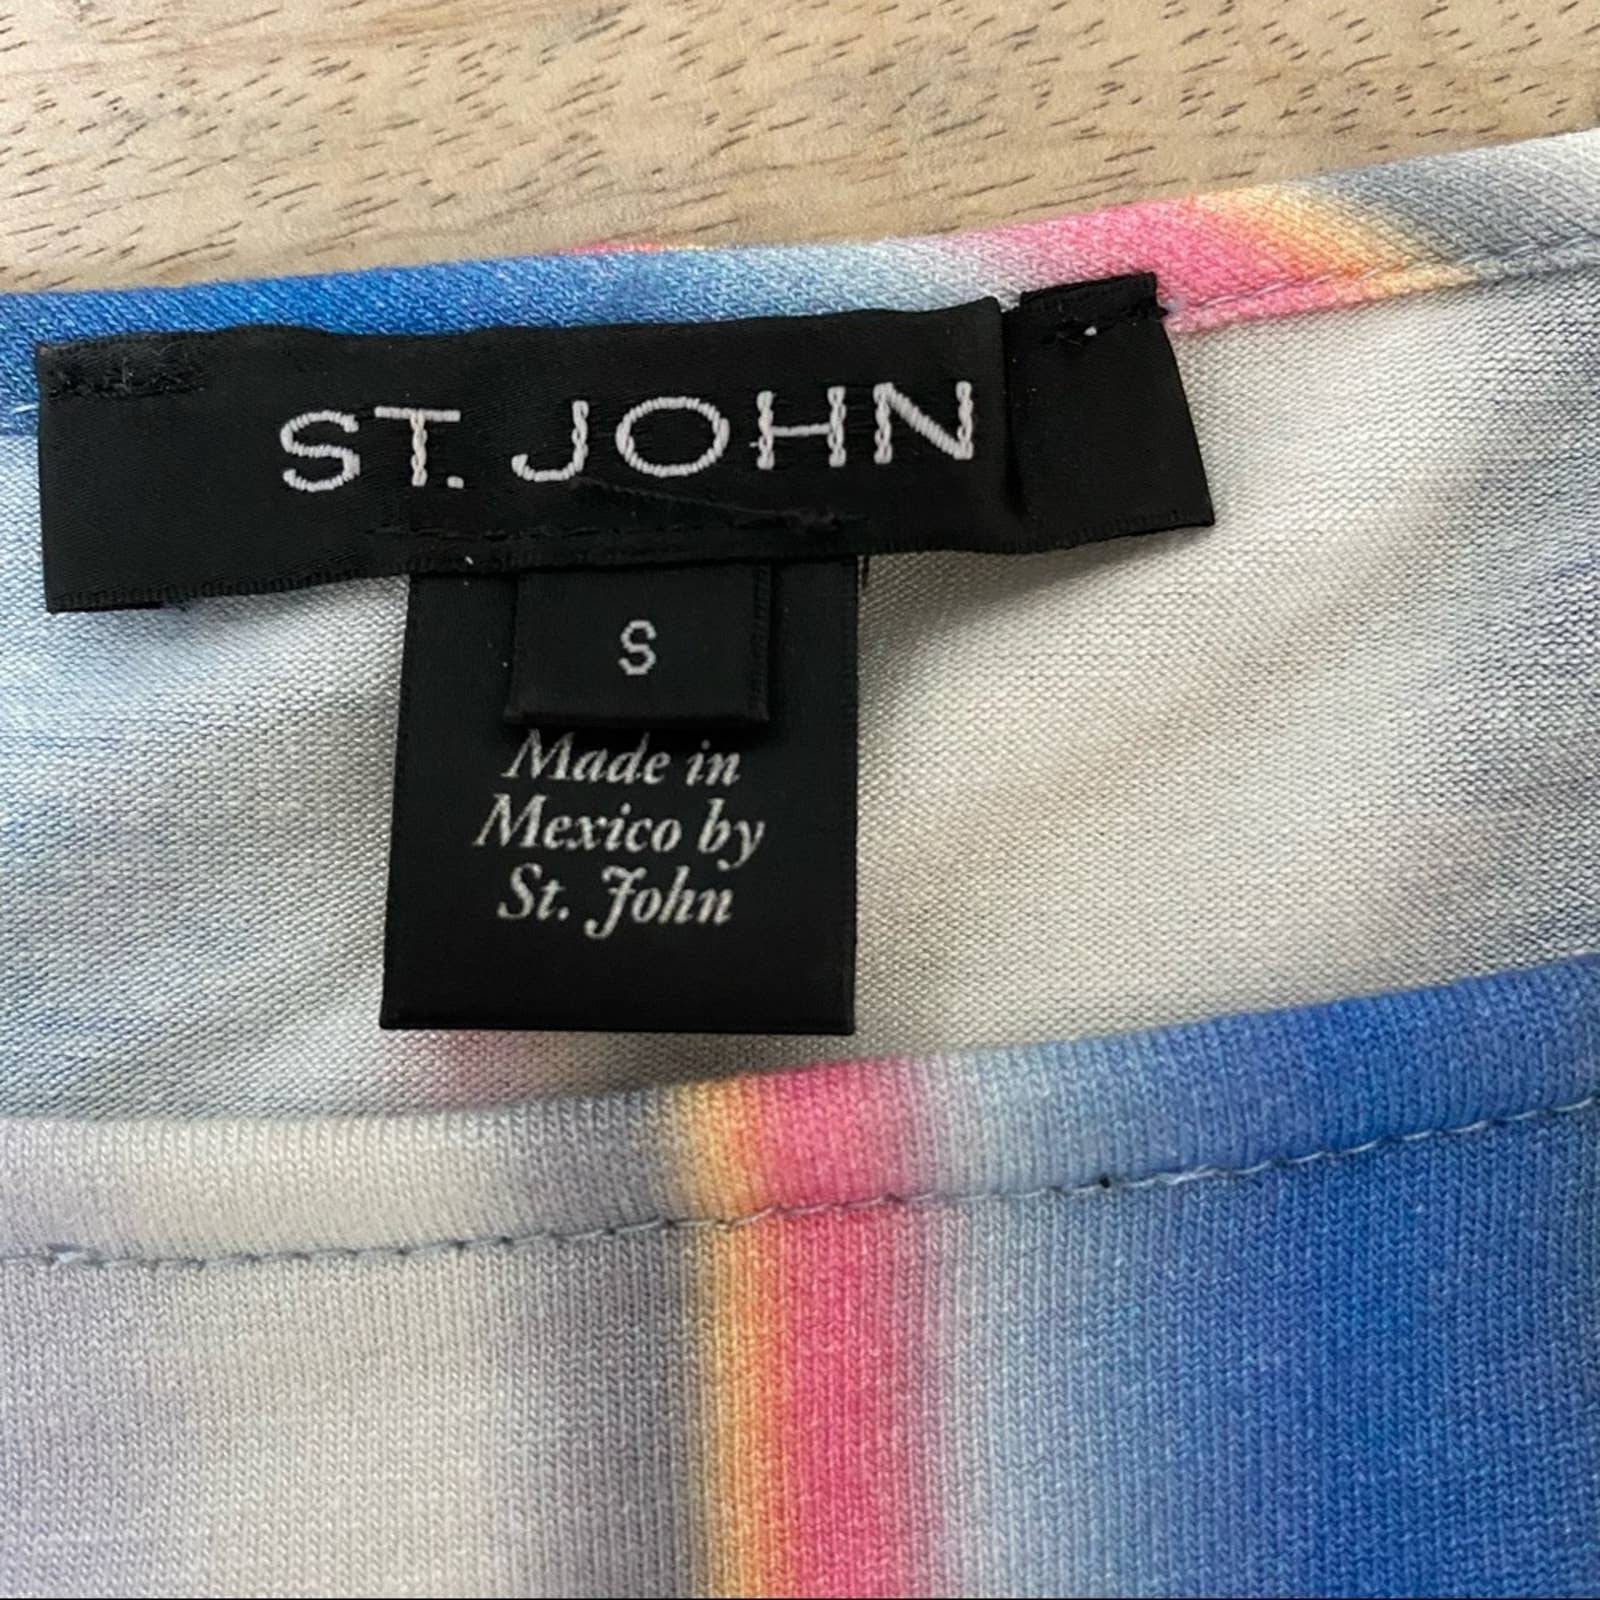 ST. JOHN
S
Made in
Mexico by
St. John